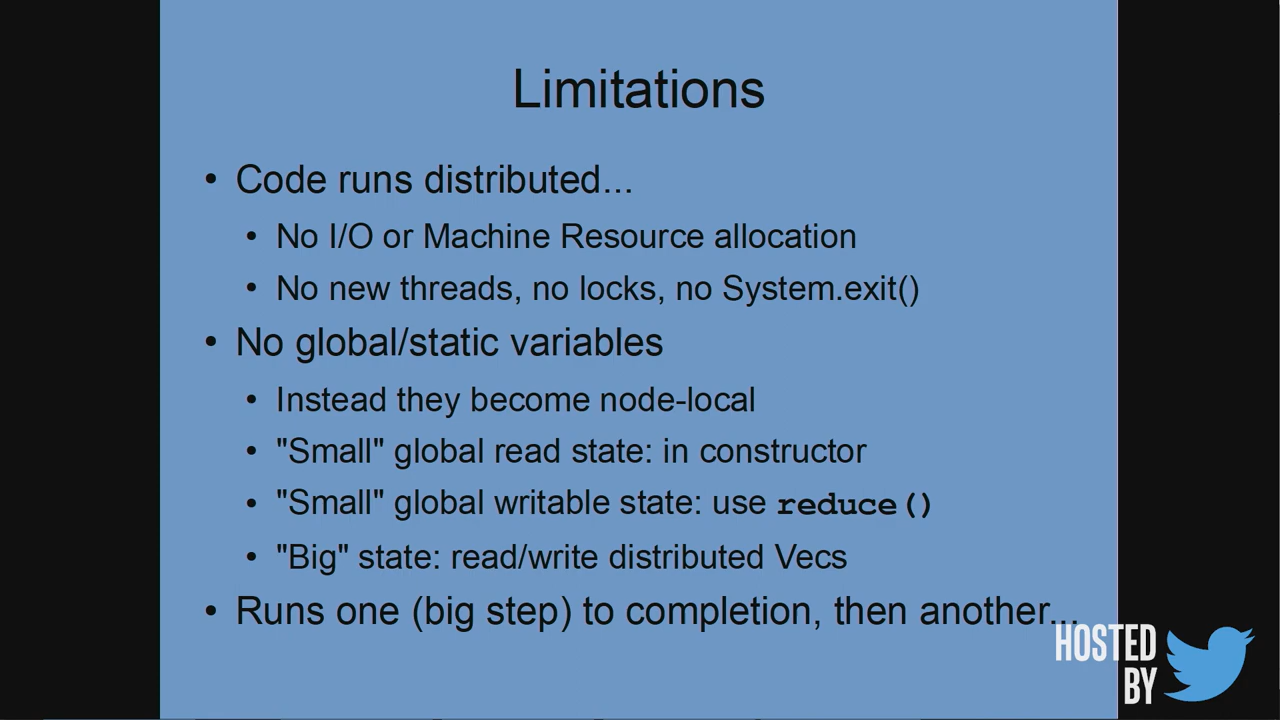 Limitations
• Code runs distributed...
• No I/O or Machine Resource allocation
• No new threads, no locks, no System.exit()
• No global/static variables
• Instead they become node-local
• "Small" global read state: in constructor
• "Small" global writable state: use reduce()
• "Big" state: read/write distributed Vecs
• Runs one (big step) to completion, then another...
HOSTED
BY